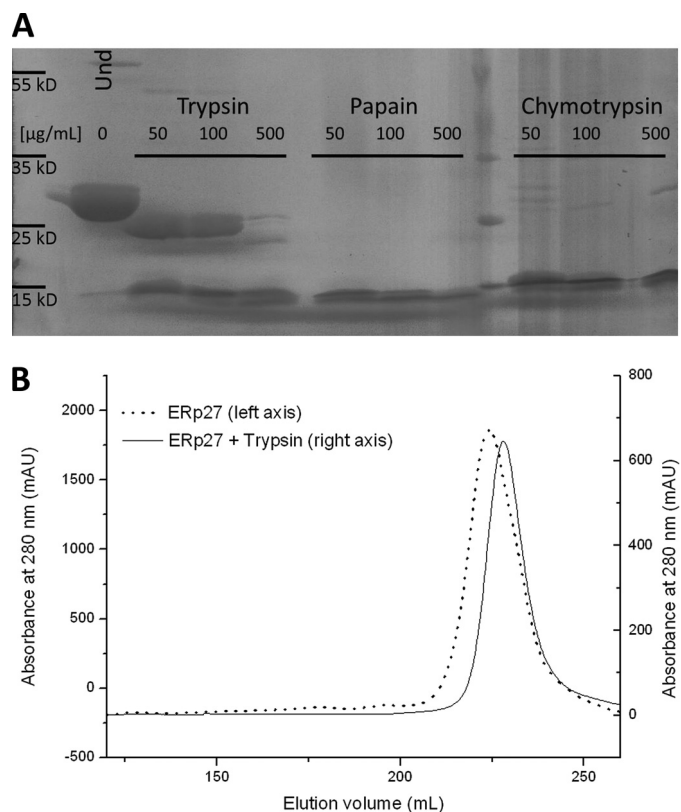 A
Und
55 kD
Trypsin Papain Chymotrypsin
[µg/mL] 0 50 100 500 50 100 500 50 100 500
35 kD
25 kD
15 kD
B
ERp27 (left axis)
ERp27 + Trypsin (right axis)
Absorbance at 280 nm (mAU)
2000
1500
1000
500
0
-500
Absorbance at 280 nm (mAU)
800
600
400
200
0
150 200 250
Elution volume (mL)